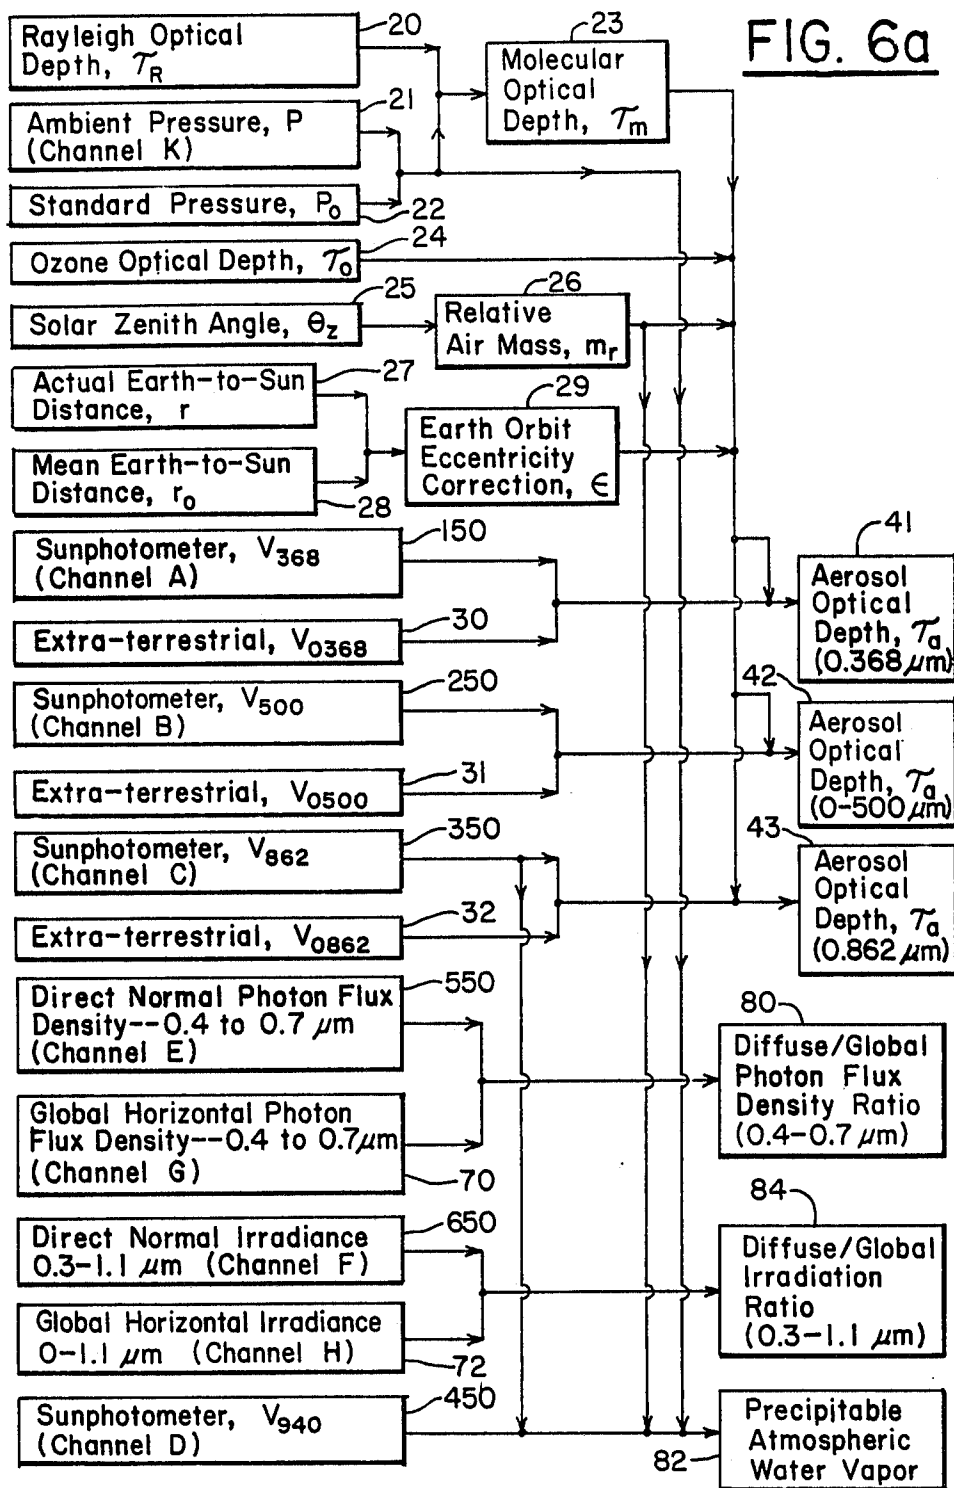 FIG. 6a
20
Rayleigh Optical
Depth, τR
21
Ambient Pressure, P
(Channel K)
Standard Pressure, Po
22
23
Molecular
Optical
Depth, τm
24
Ozone Optical Depth, τo
25
Solar Zenith Angle, θz
26
Relative
Air Mass, mr
27
Actual Earth-to-Sun
Distance, r
Mean Earth-to-Sun
Distance, ro
28
29
Earth Orbit
Eccentricity
Correction, ϵ
150
Sunphotometer, V368
(Channel A)
30
Extra-terrestrial, V0368
41
Aerosol
Optical
Depth, τa
(0.368 μm)
250
Sunphotometer, V500
(Channel B)
31
Extra-terrestrial, V0500
42
Aerosol
Optical
Depth, τa
(0-500 μm)
350
Sunphotometer, V862
(Channel C)
32
Extra-terrestrial, V0862
43
Aerosol
Optical
Depth, τa
(0.862 μm)
550
Direct Normal Photon Flux
Density--0.4 to 0.7 μm
(Channel E)
Global Horizontal Photon
Flux Density--0.4 to 0.7μm
(Channel G)
70
80
Diffuse/Global
Photon Flux
Density Ratio
(0.4-0.7 μm)
650
Direct Normal Irradiance
0.3-1.1 μm (Channel F)
Global Horizontal Irradiance
0-1.1 μm (Channel H)
72
84
Diffuse/Global
Irradiation
Ratio
(0.3-1.1 μm)
450
Sunphotometer, V940
(Channel D)
82
Precipitable
Atmospheric
Water Vapor